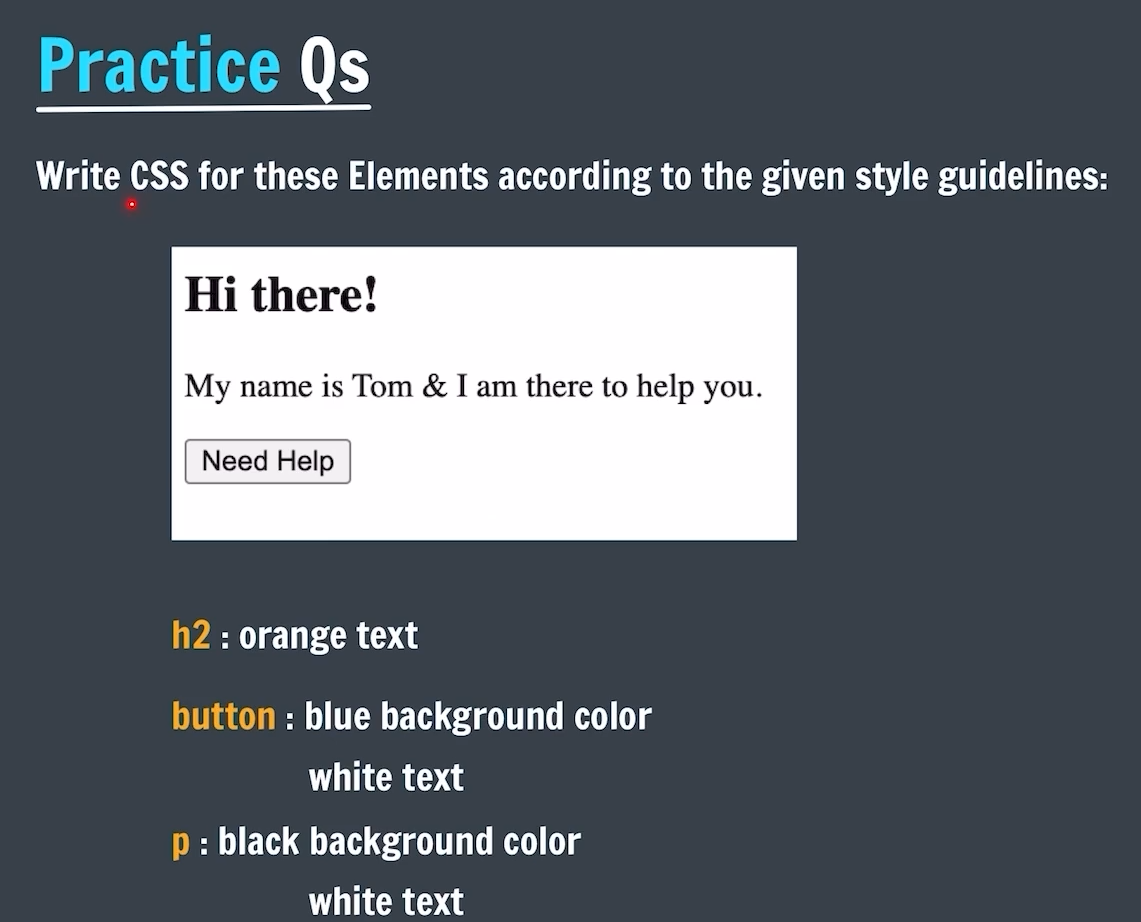 Practice Qs
Write CSS for these Elements according to the given style guidelines:
Hi there!
My name is Tom & I am there to help you.
Need Help
h2 : orange text
button : blue background color
white text
p : black background color
white text